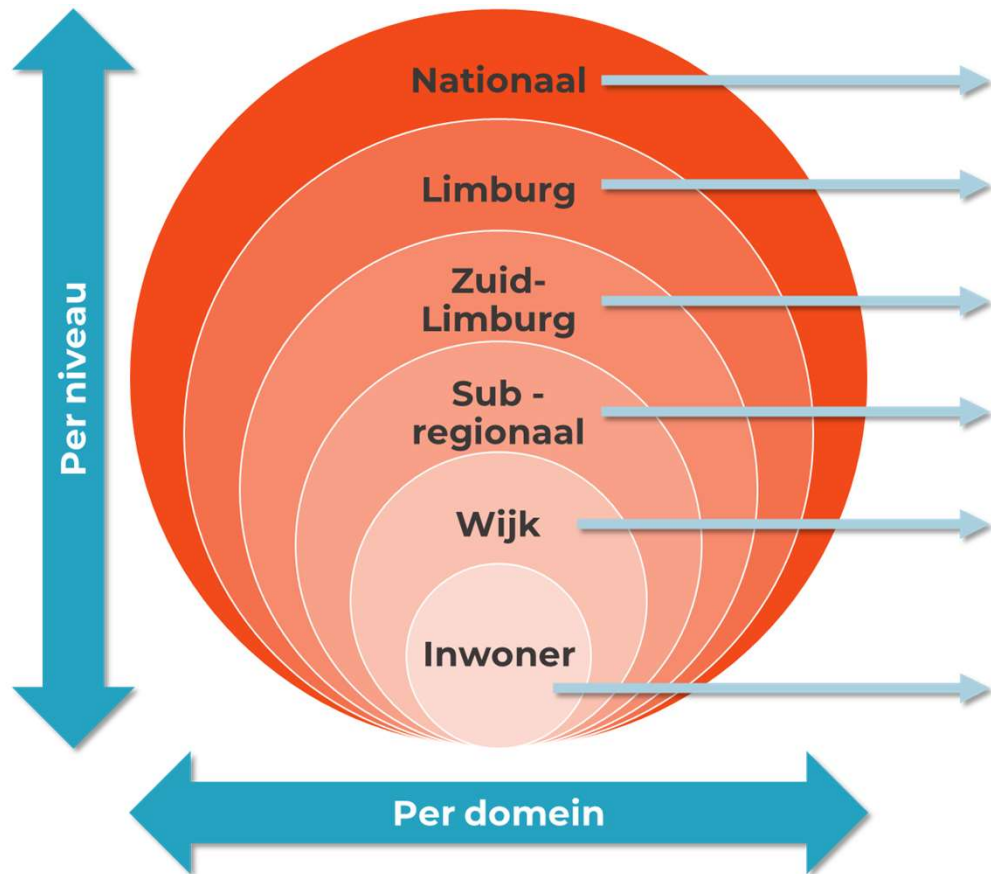 Nationaal
Limburg
Zuid-
Limburg
Sub -
regionaal
Wijk
Inwoner
Per niveau
Per domein